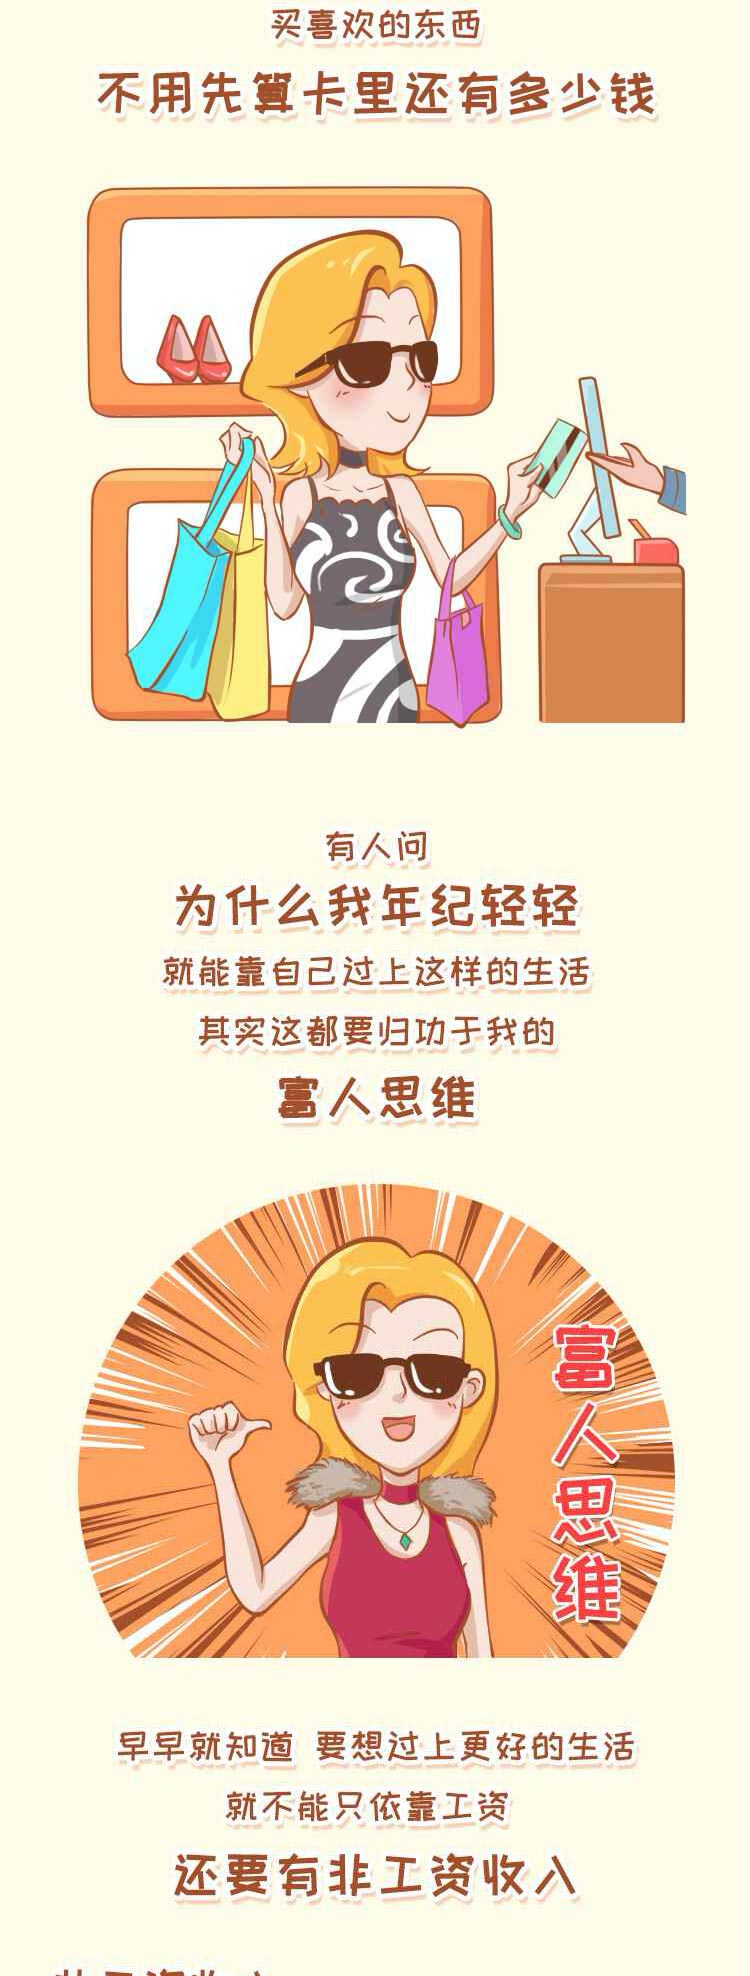 买喜欢的东西
不用先算卡里还有多少钱
有人问
为什么我年纪轻轻
就能靠自己过上这样的生活
其实这都要归功于我的
富人思维
富人思维
早早就知道 要想过上更好的生活
就不能只依靠工资
还要有非工资收入